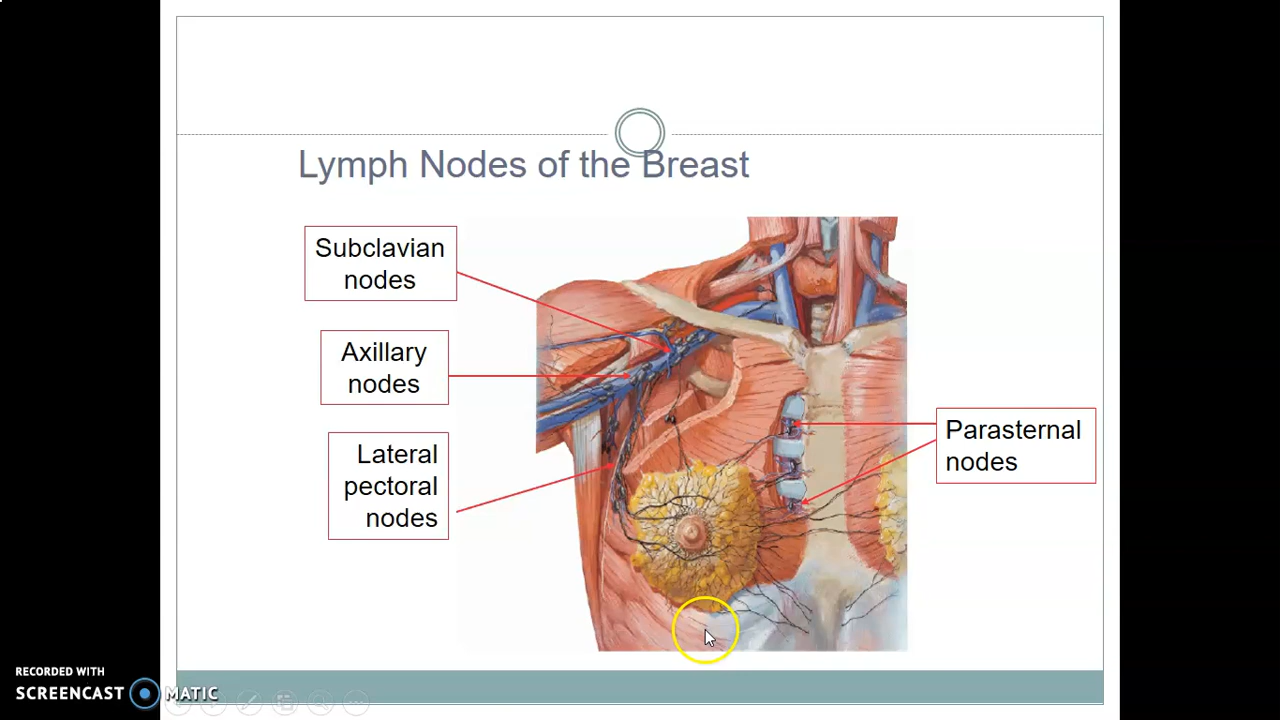 Lymph Nodes of the Breast
Subclavian
nodes
Axillary
nodes
Lateral
pectoral
nodes
Parasternal
nodes
RECORDED WITH
SCREENCAST MATIC